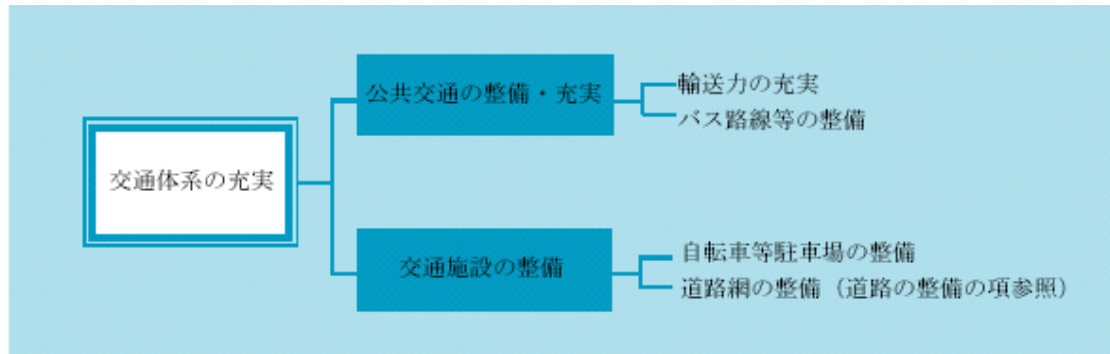 交通体系の充実
公共交通の整備・充実
輸送力の充実
バス路線等の整備
交通施設の整備
自転車等駐車場の整備
道路網の整備（道路の整備の項参照）